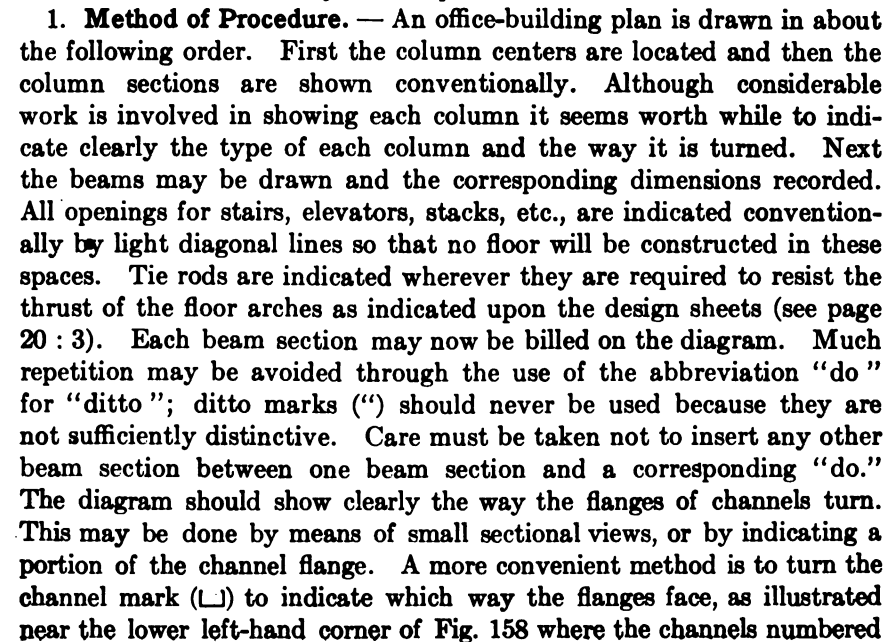 1. Method of Procedure. — An office-building plan is drawn in about
the following order. First the column centers are located and then the
column sections are shown conventionally. Although considerable
work is involved in showing each column it seems worth while to indi-
cate clearly the type of each column and the way it is turned. Next
the beams may be drawn and the corresponding dimensions recorded.
All openings for stairs, elevators, stacks, etc., are indicated convention-
ally by light diagonal lines so that no floor will be constructed in these
spaces. Tie rods are indicated wherever they are required to resist the
thrust of the floor arches as indicated upon the design sheets (see page
20 : 3). Each beam section may now be billed on the diagram. Much
repetition may be avoided through the use of the abbreviation “do ”
for “ditto ”; ditto marks (“) should never be used because they are
not sufficiently distinctive. Care must be taken not to insert any other
beam section between one beam section and a corresponding “do.”
The diagram should show clearly the way the flanges of channels turn.
This may be done by means of small sectional views, or by indicating a
portion of the channel flange. A more convenient method is to turn the
channel mark (⊔) to indicate which way the flanges face, as illustrated
near the lower left-hand corner of Fig. 158 where the channels numbered